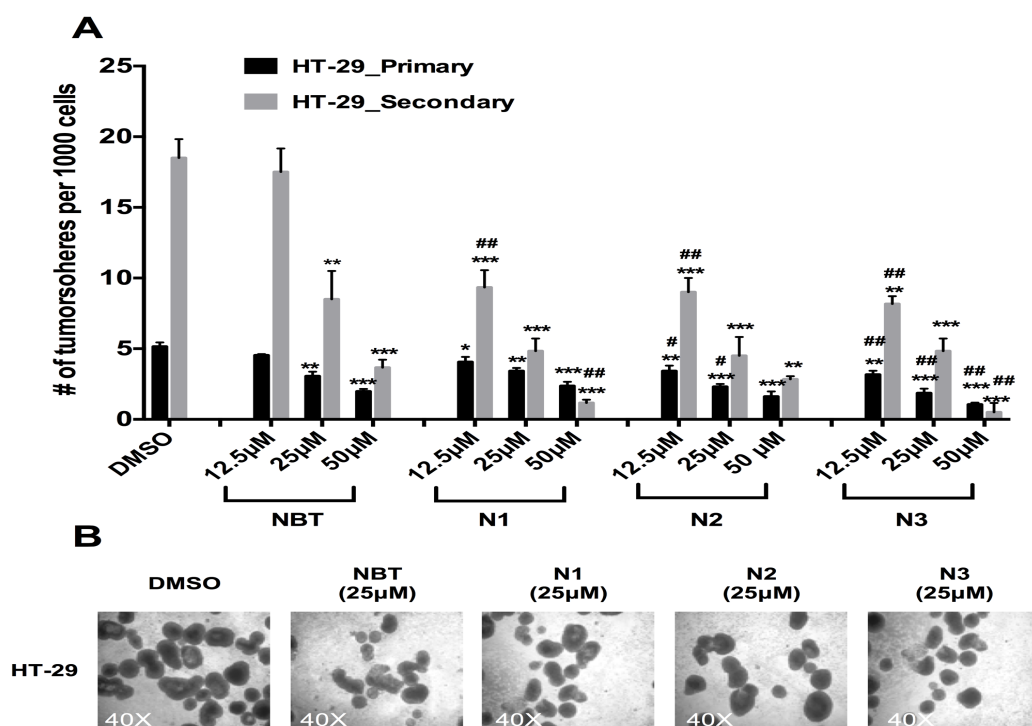 A
# of tumorsoheres per 1000 cells
25
20
15
10
5
0
HT-29_Primary
HT-29_Secondary
** ** *** ***
* ## *** ** *** *** ## ***
# ** ## *** # *** *** *** **
## ** ## ** ## *** *** ## *** ## ***
DMSO 12.5µM 25µM 50µM 12.5µM 25µM 50µM 12.5µM 25µM 50 µM 12.5µM 25µM 50µM
NBT N1 N2 N3
B
DMSO NBT (25µM) N1 (25µM) N2 (25µM) N3 (25µM)
HT-29
40X 40X 40X 40X 40X